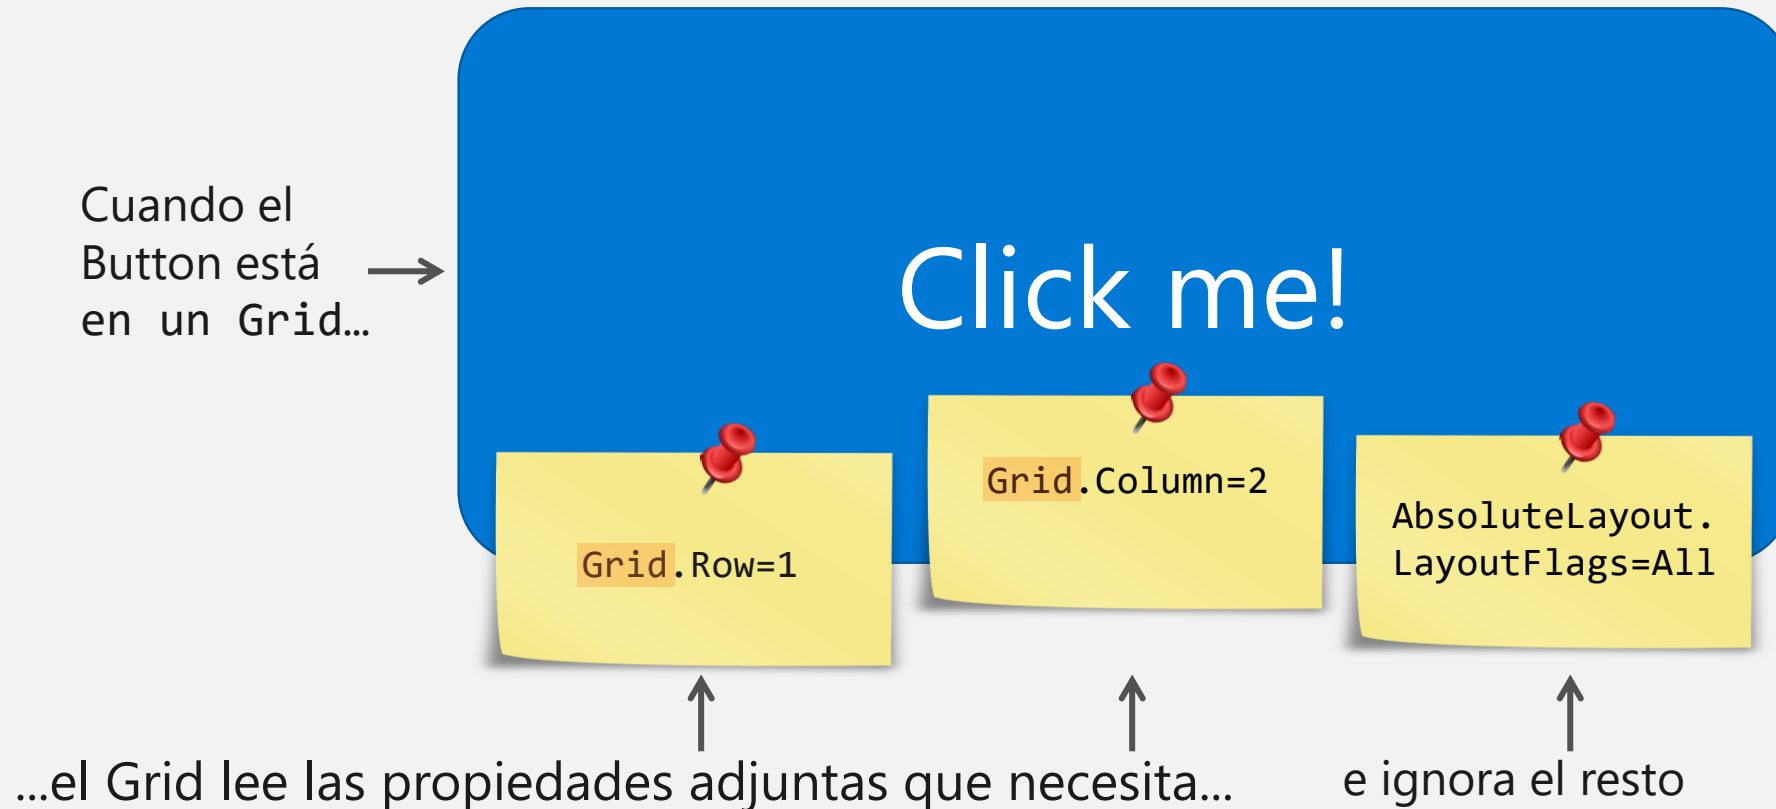 Cuando el
Button está
en un Grid…
Click me!
Grid.Row=1
Grid.Column=2
AbsoluteLayout.
LayoutFlags=All
...el Grid lee las propiedades adjuntas que necesita...
e ignora el resto